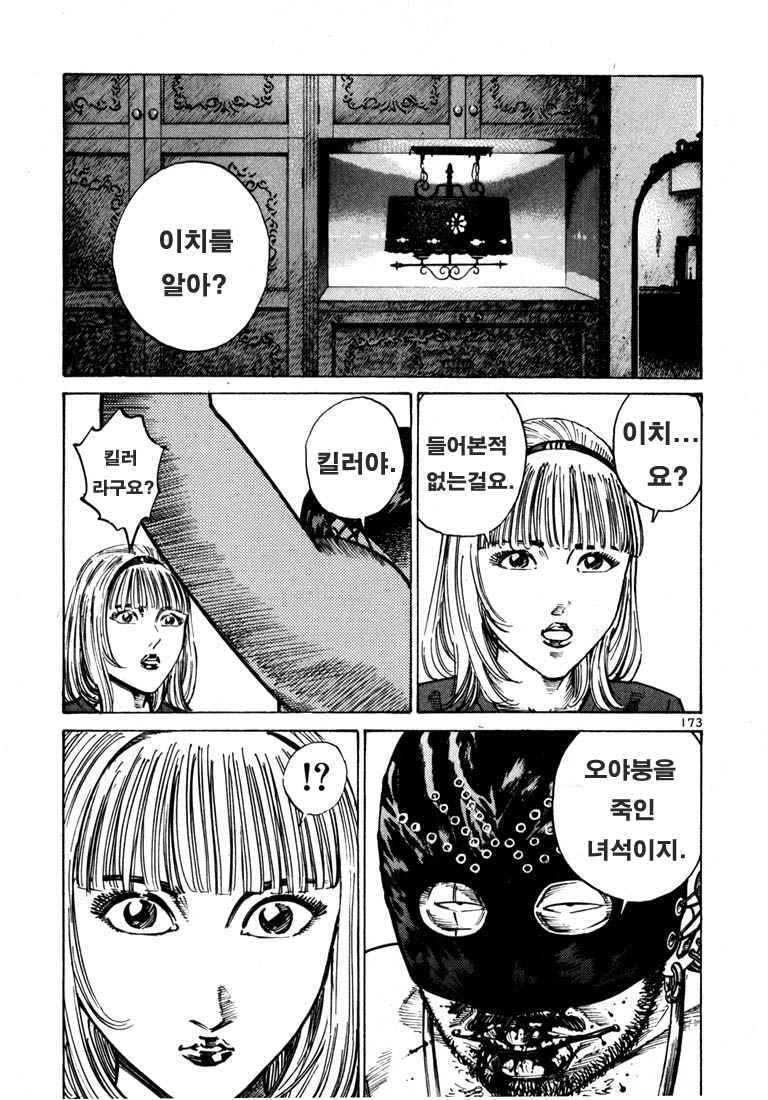 이치를
알아?
이치...
요?
들어본적
없는걸요.
킬러야.
킬러
라구요?
173
오야붕을
죽인
녀석이지.
!?